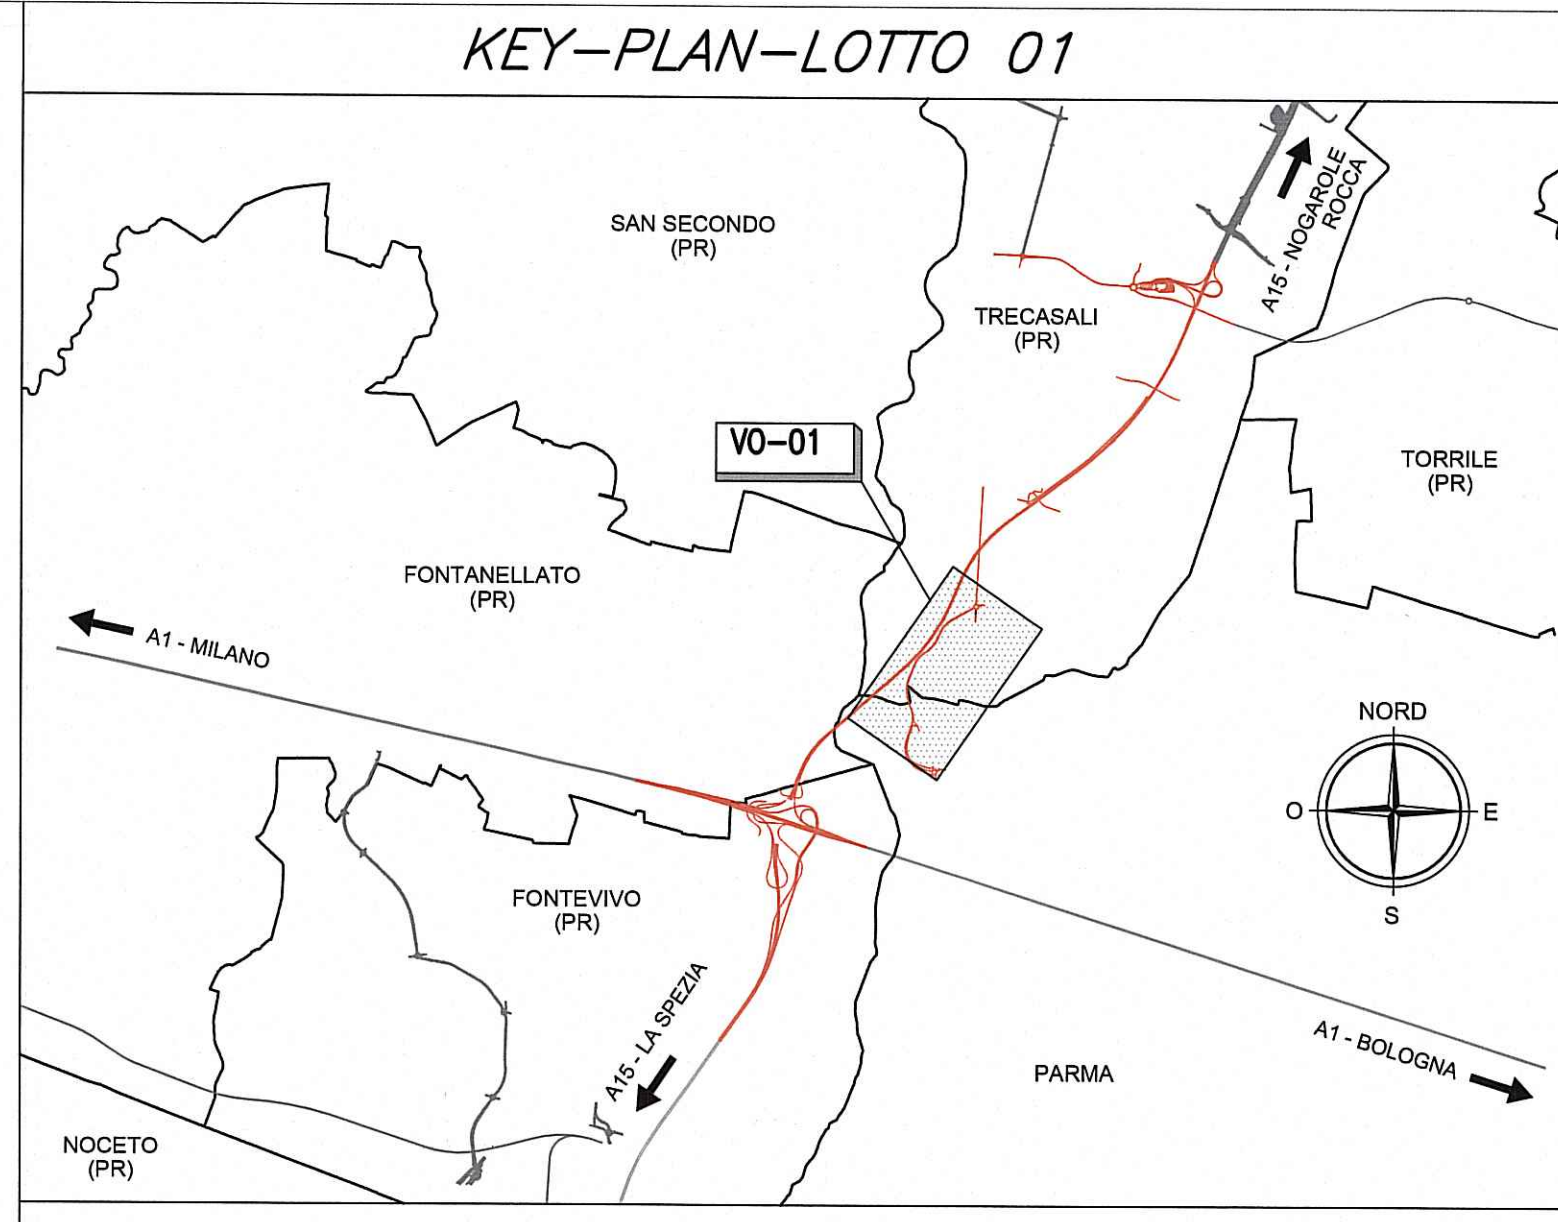 KEY-PLAN-LOTTO 01
A15 - NOGAROLE
ROCCA
SAN SECONDO
(PR)
TRECASALI
(PR)
VO-01
TORRILE
(PR)
FONTANELLATO
(PR)
A1 - MILANO
NORD
O
E
S
FONTEVIVO
(PR)
A15 - LA SPEZIA
A1 - BOLOGNA
PARMA
NOCETO
(PR)